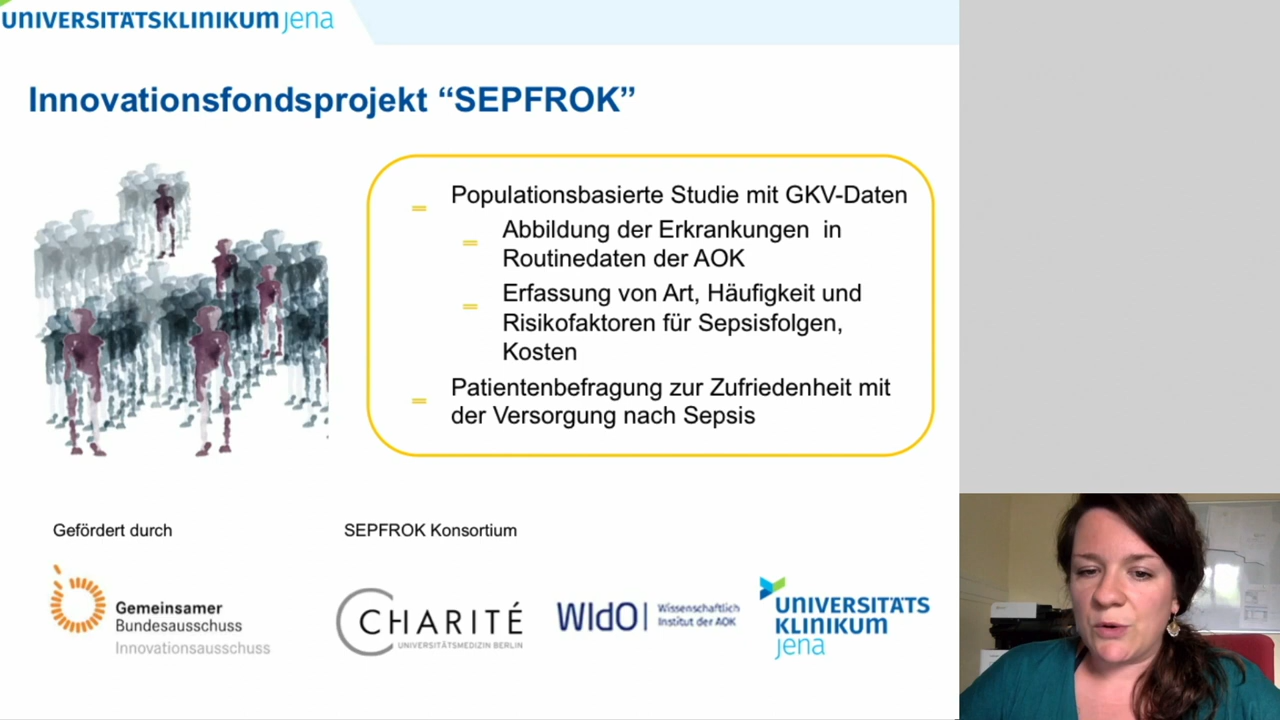 UNIVERSITÄTSKLINIKUM jena
Innovationsfondsprojekt “SEPFROK”
Populationsbasierte Studie mit GKV-Daten
Abbildung der Erkrankungen in
Routinedaten der AOK
Erfassung von Art, Häufigkeit und
Risikofaktoren für Sepsisfolgen,
Kosten
Patientenbefragung zur Zufriedenheit mit
der Versorgung nach Sepsis
Gefördert durch
SEPFROK Konsortium
Gemeinsamer
Bundesausschuss
Innovationsausschuss
CHARITÉ
UNIVERSITÄTSMEDIZIN BERLIN
WIdO
Wissenschaftlich
Institut der AOK
UNIVERSITÄTS
KLINIKUM
jena